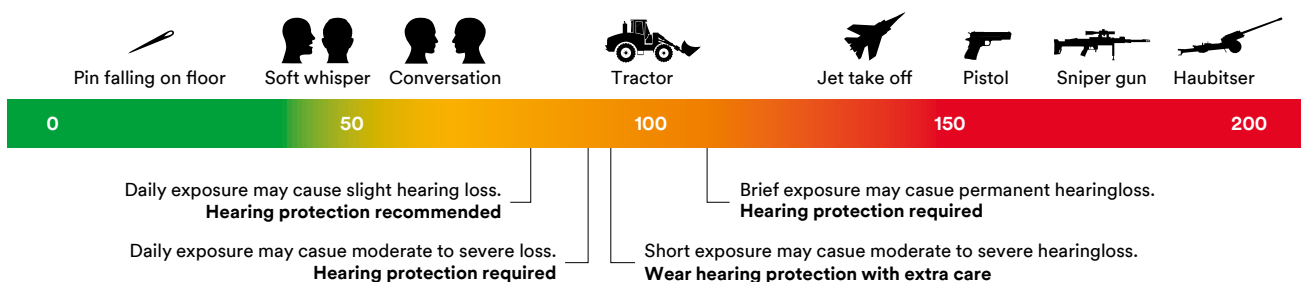 Pin falling on floor
Soft whisper
Conversation
Tractor
Jet take off
Pistol
Sniper gun
Haubitser
0
50
100
150
200
Daily exposure may cause slight hearing loss.
Hearing protection recommended
Daily exposure may casue moderate to severe loss.
Hearing protection required
Brief exposure may casue permanent hearingloss.
Hearing protection required
Short exposure may casue moderate to severe hearingloss.
Wear hearing protection with extra care